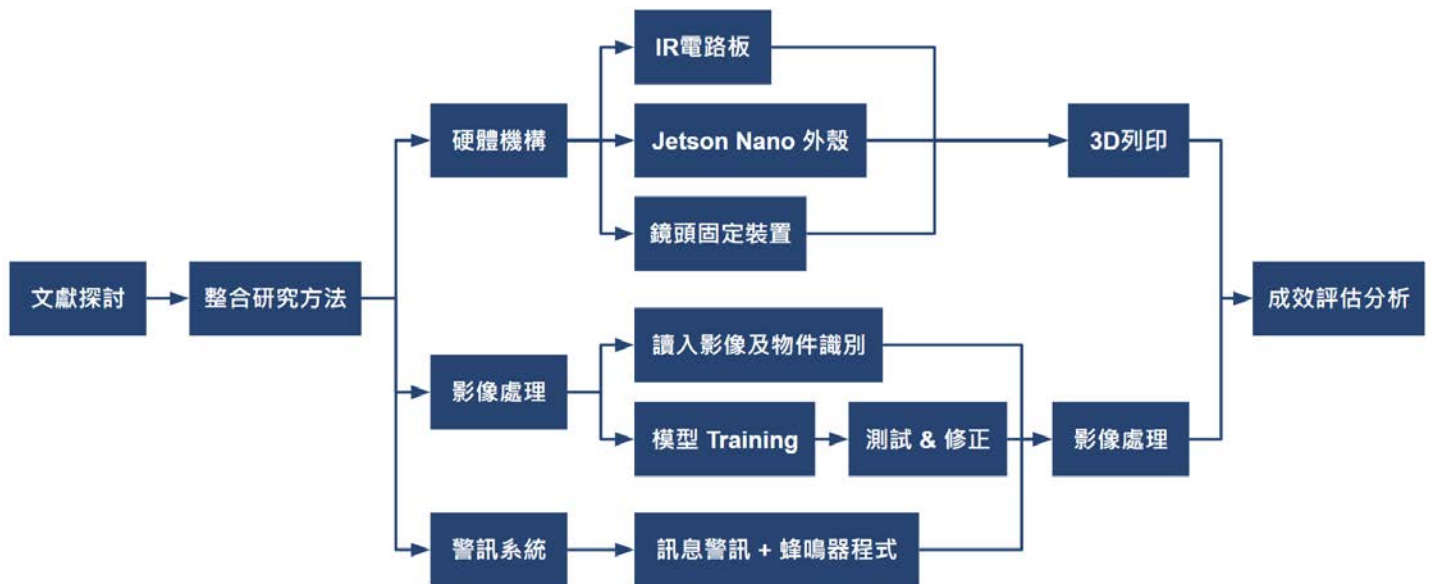 IR電路板
硬體機構
Jetson Nano 外殼
3D列印
鏡頭固定裝置
文獻探討
整合研究方法
成效評估分析
讀入影像及物件識別
影像處理
模型 Training
測試 & 修正
影像處理
警訊系統
訊息警訊 + 蜂鳴器程式